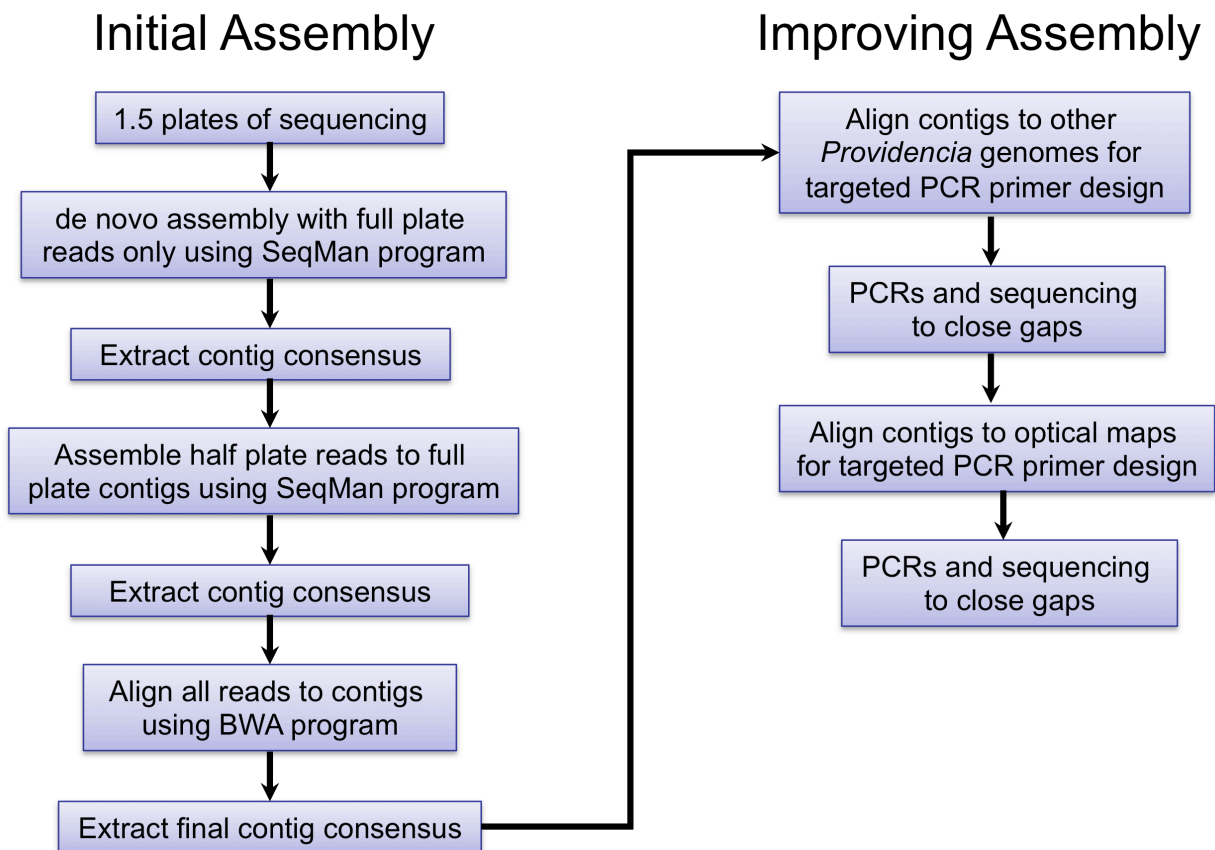 Initial Assembly
1.5 plates of sequencing
de novo assembly with full plate
reads only using SeqMan program
Extract contig consensus
Assemble half plate reads to full
plate contigs using SeqMan program
Extract contig consensus
Align all reads to contigs
using BWA program
Extract final contig consensus
Improving Assembly
Align contigs to other
Providencia genomes for
targeted PCR primer design
PCRs and sequencing
to close gaps
Align contigs to optical maps
for targeted PCR primer design
PCRs and sequencing
to close gaps